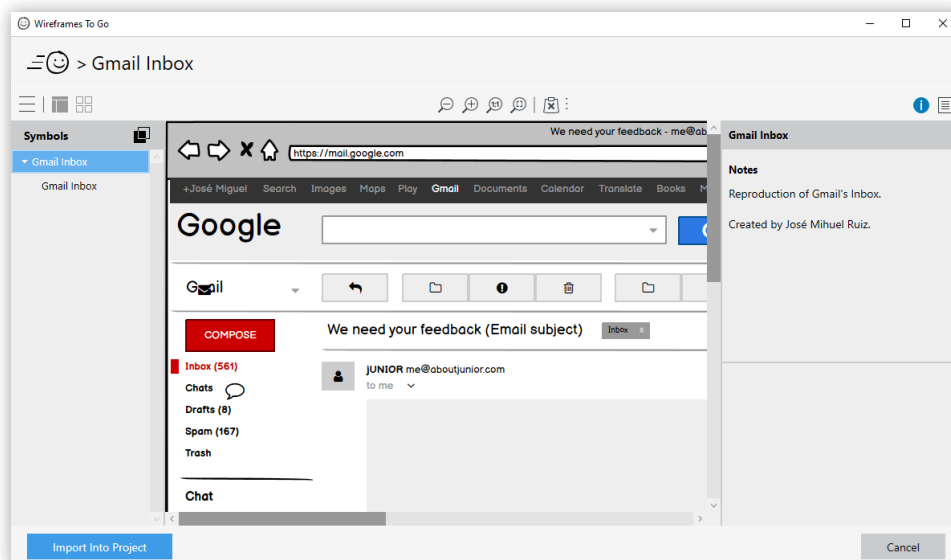 Wireframes To Go
> Gmail Inbox
1:1
Symbols
Gmail Inbox
Gmail Inbox
We need your feedback - me@ab
https://mail.google.com
+José Miguel Search Images Maps Play Gmail Documents Calendar Translate Books M
Google
Gmail
COMPOSE
We need your feedback (Email subject) Inbox x
Inbox (561)
jUNIOR me@aboutjunior.com
to me
Chats
Drafts (8)
Spam (167)
Trash
Chat
Gmail Inbox
Notes
Reproduction of Gmail's Inbox.
Created by José Mihuel Ruiz.
Import Into Project
Cancel